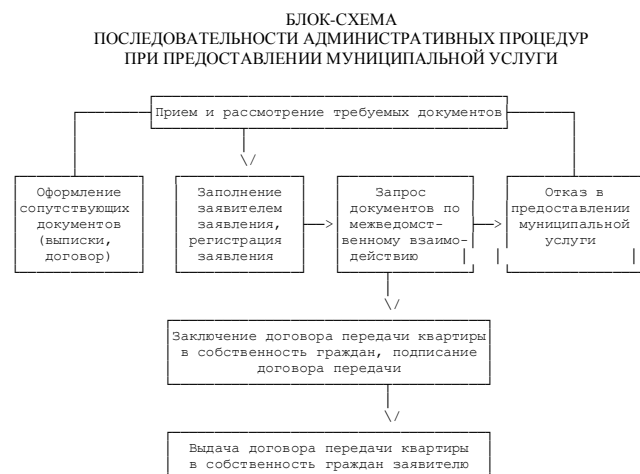 БЛОК-СХЕМА
ПОСЛЕДОВАТЕЛЬНОСТИ АДМИНИСТРАТИВНЫХ ПРОЦЕДУР
ПРИ ПРЕДОСТАВЛЕНИИ МУНИЦИПАЛЬНОЙ УСЛУГИ
Прием и рассмотрение требуемых документов
Оформление
сопутствующих
документов
(выписки,
договор)
Заполнение
заявителем
заявления,
регистрация
заявления
Запрос
документов по
межведомст-
венному взаимо-
действию
Отказ в
предоставлении
муниципальной
услуги
Заключение договора передачи квартиры
в собственность граждан, подписание
договора передачи
Выдача договора передачи квартиры
в собственность граждан заявителю